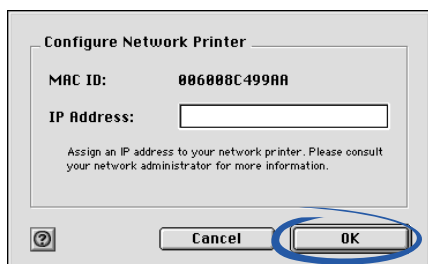 Configure Network Printer
MAC ID: 006008C499AA
IP Address:
Assign an IP address to your network printer. Please consult
your network administrator for more information.
? Cancel OK